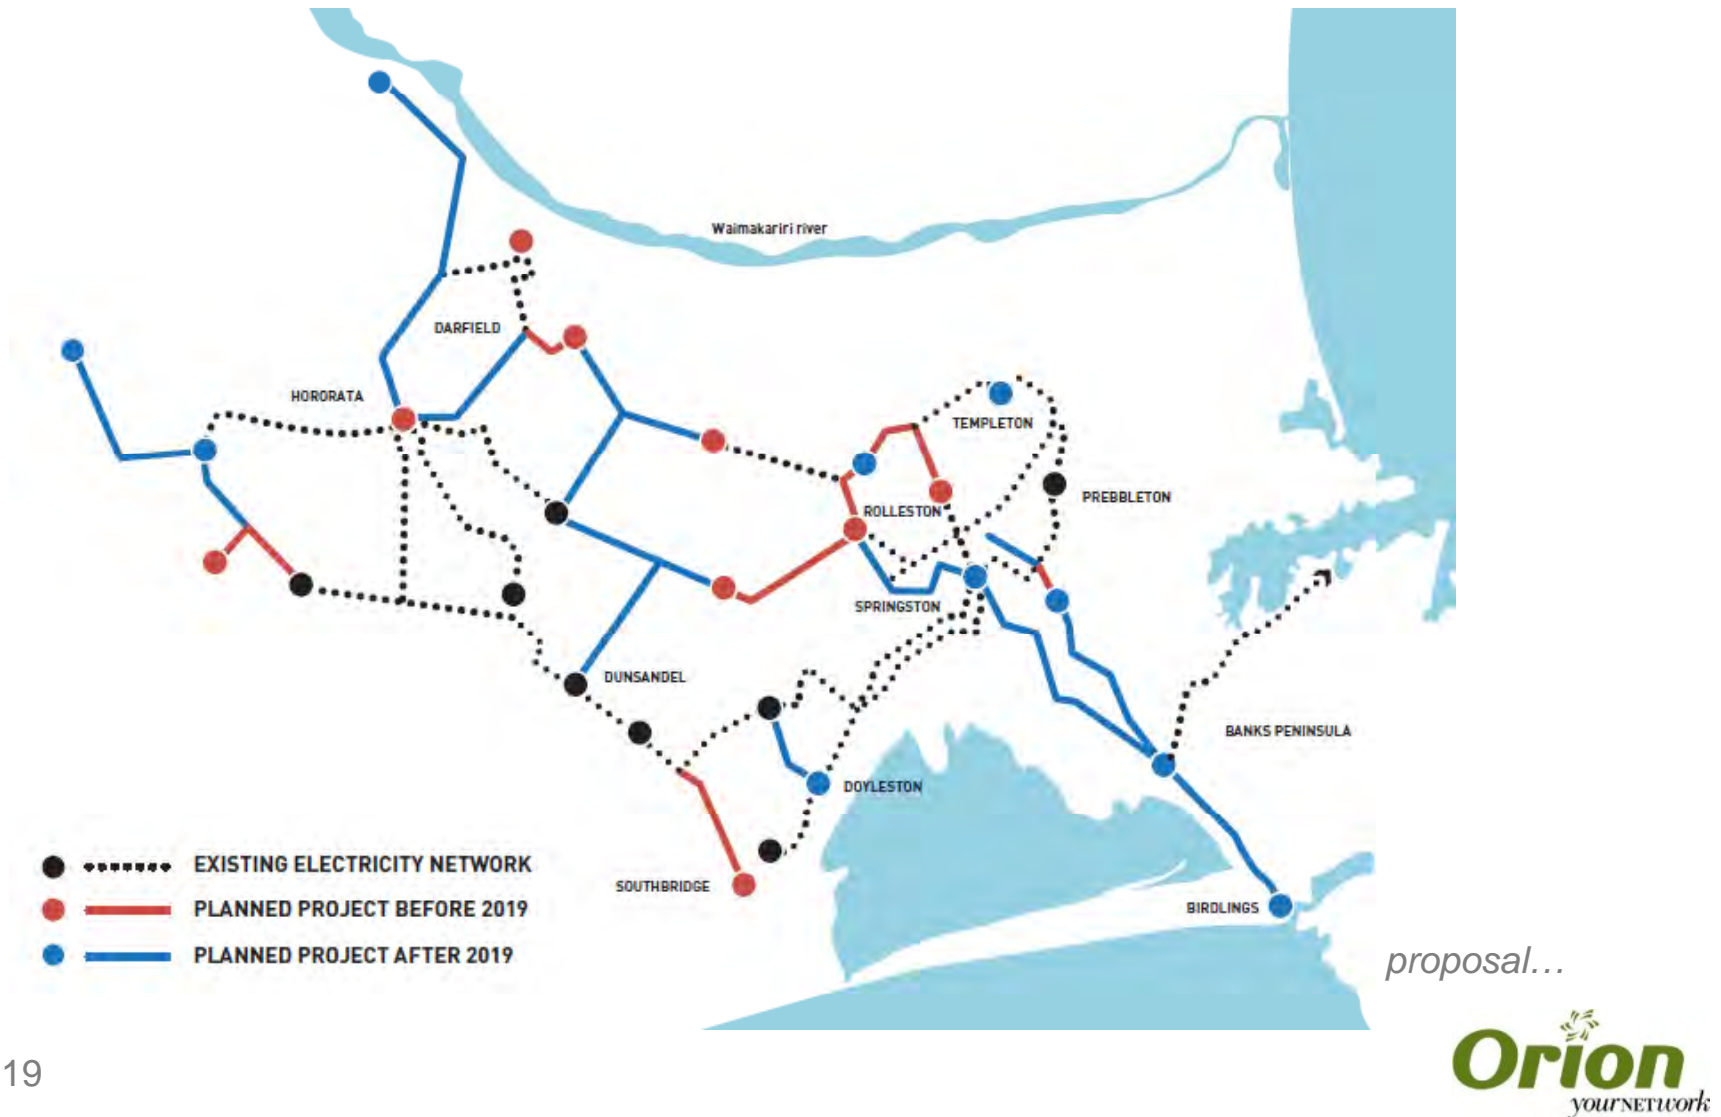 Waimakariri river
DARFIELD
HORORATA
TEMPLETON
PREBBLETON
ROLLESTON
SPRINGSTON
DUNSANDEL
BANKS PENINSULA
DOYLESTON
SOUTHBRIDGE
BIRDLINGS
EXISTING ELECTRICITY NETWORK
PLANNED PROJECT BEFORE 2019
PLANNED PROJECT AFTER 2019
proposal…
19
Orion
yourNETwork